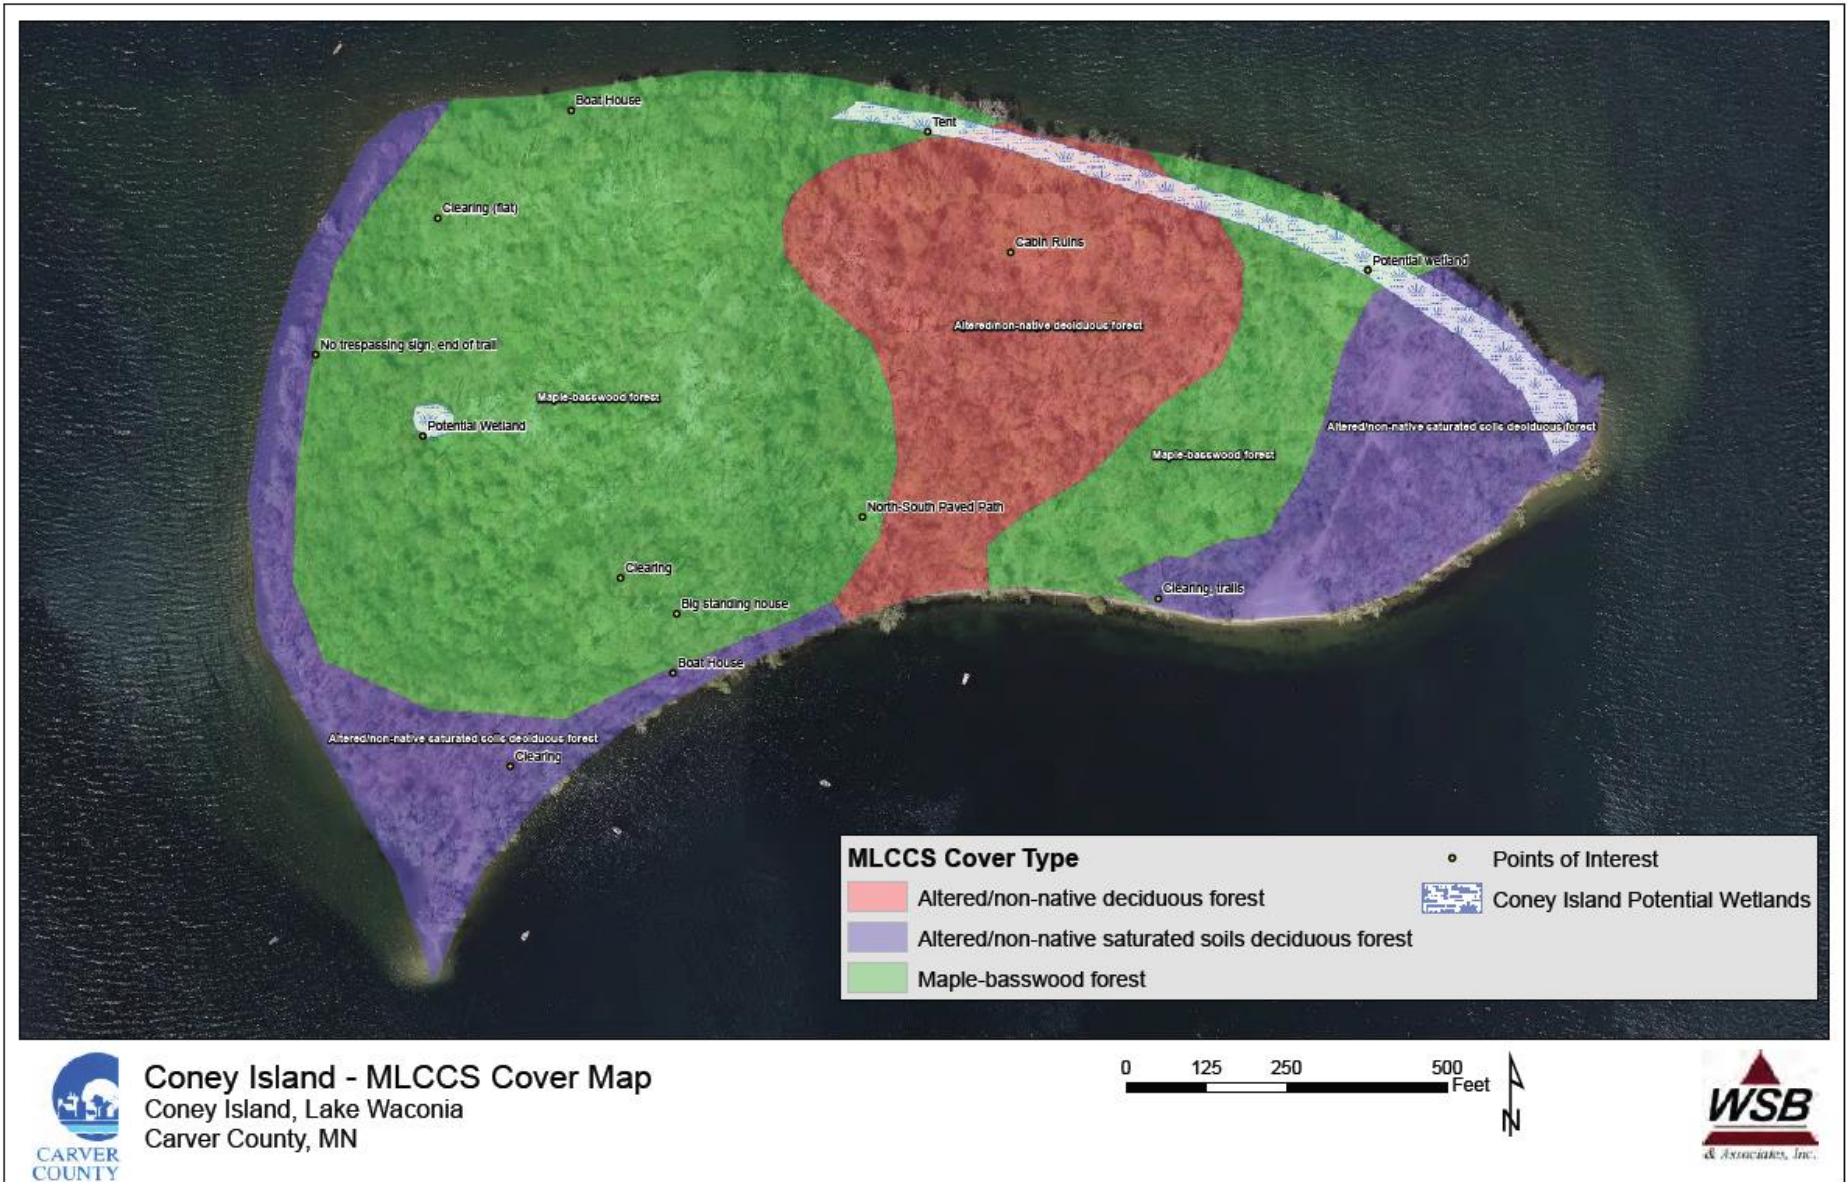 Boat House
Tent
Clearing (flat)
Cabin Ruins
Potential wetland
Altered/non-native deciduous forest
No trespassing sign, end of trail
Maple-basswood forest
Potential Wetland
Altered/non-native saturated soils deciduous forest
Maple-basswood forest
North-South Paved Path
Clearing
Clearing, trails
Big standing house
Boat House
Altered/non-native saturated soils deciduous forest
Clearing
MLCCS Cover Type
Altered/non-native deciduous forest
Altered/non-native saturated soils deciduous forest
Maple-basswood forest
Points of Interest
Coney Island Potential Wetlands
CARVER
COUNTY
Coney Island - MLCCS Cover Map
Coney Island, Lake Waconia
Carver County, MN
0 125 250 500
Feet
N
WSB
& Associates, Inc.